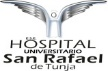 E.S.E.
HOSPITAL
UNIVERSITARIO
San Rafael
de Tunja